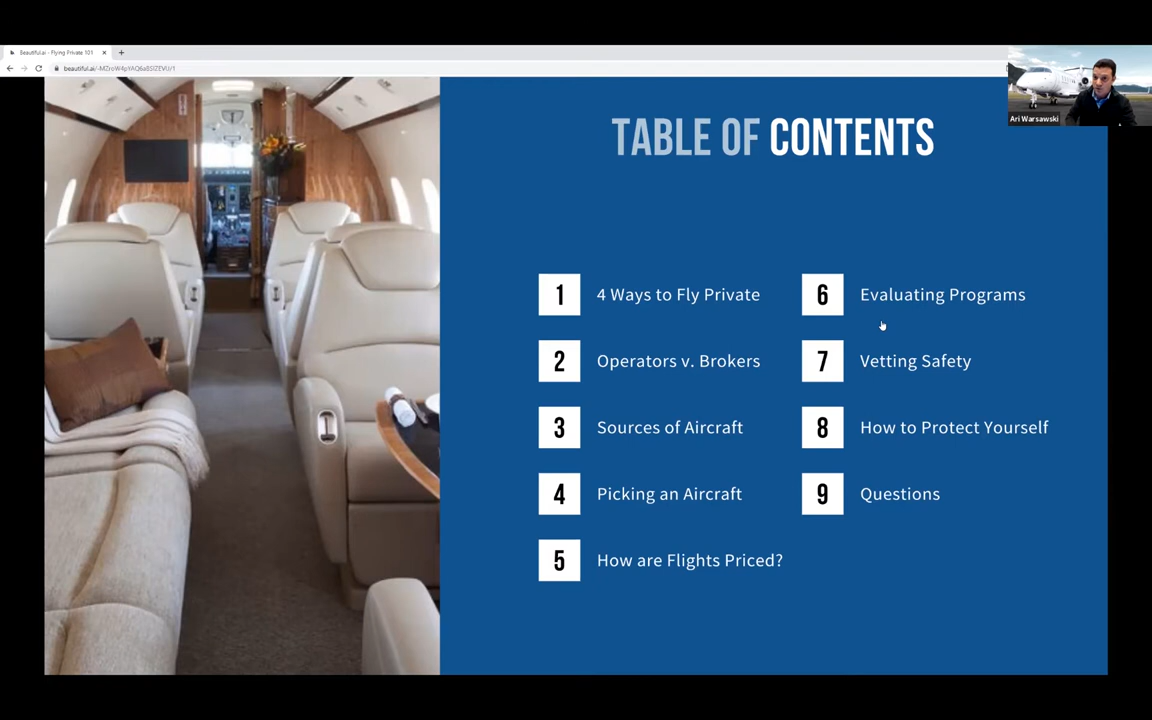 Beautiful.ai - Flying Private 101
TABLE OF CONTENTS
1 4 Ways to Fly Private
2 Operators v. Brokers
3 Sources of Aircraft
4 Picking an Aircraft
5 How are Flights Priced?
6 Evaluating Programs
7 Vetting Safety
8 How to Protect Yourself
9 Questions
Ari Warsawski